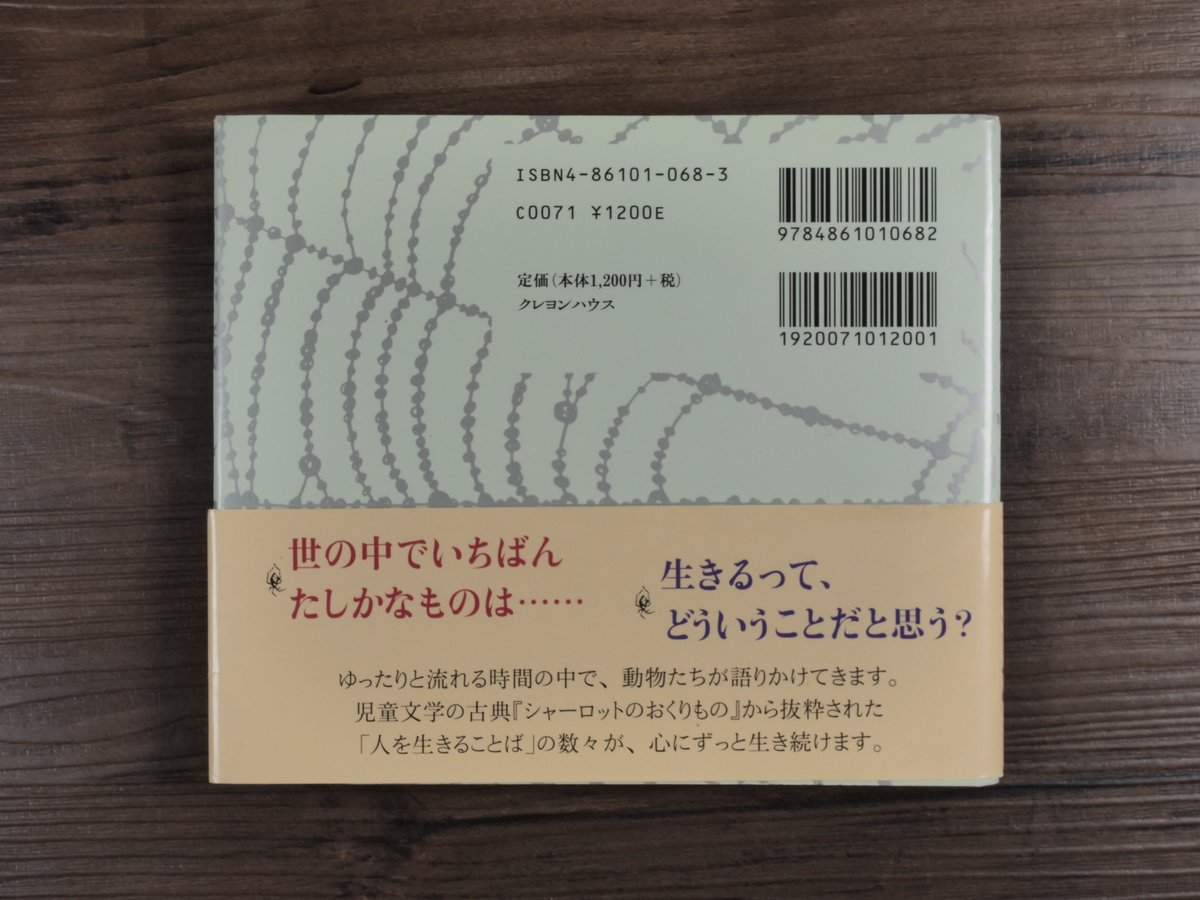 ISBN4-86101-068-3
C0071 ¥1200E
定価(本体1,200円+税)
クレヨンハウス
9784861010682
1920071012001
世の中でいちばん
たしかなものは……
生きるって、
どういうことだと思う?
ゆったりと流れる時間の中で、動物たちが語りかけてきます。
児童文学の古典『シャーロットのおくりもの』から抜粋された
「人を生きることば」の数々が、心にずっと生き続けます。